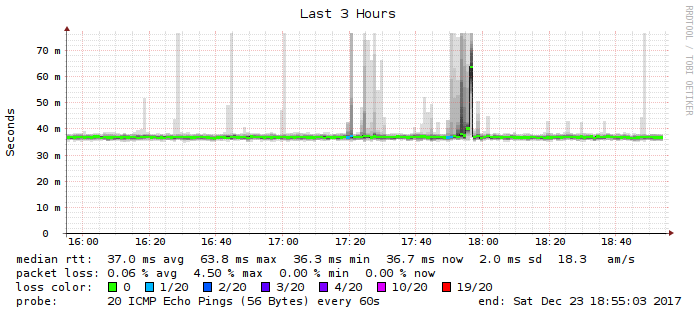 Last 3 Hours
RRDTOOL / TOBI OETIKER
Seconds
70 m
60 m
50 m
40 m
30 m
20 m
10 m
0
16:00 16:20 16:40 17:00 17:20 17:40 18:00 18:20 18:40
median rtt: 37.0 ms avg 63.8 ms max 36.3 ms min 36.7 ms now 2.0 ms sd 18.3 am/s
packet loss: 0.06 % avg 4.50 % max 0.00 % min 0.00 % now
loss color: 0 1/20 2/20 3/20 4/20 10/20 19/20
probe: 20 ICMP Echo Pings (56 Bytes) every 60s end: Sat Dec 23 18:55:03 2017